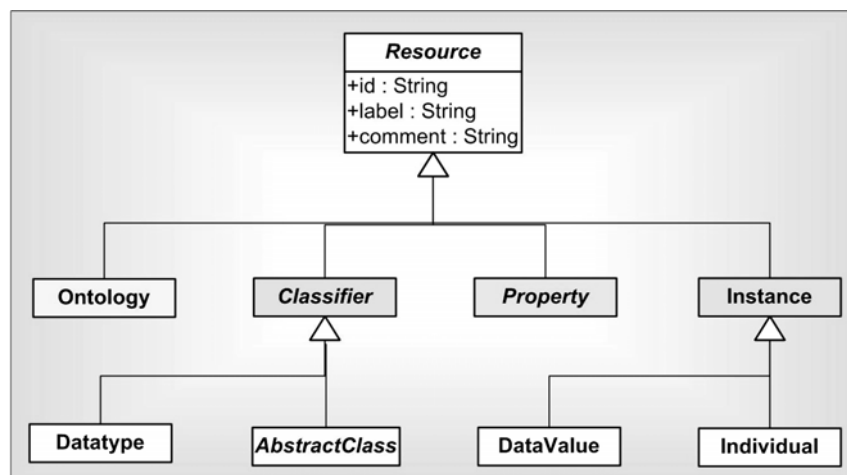 Resource
+id : String
+label : String
+comment : String
Ontology
Classifier
Property
Instance
Datatype
AbstractClass
DataValue
Individual